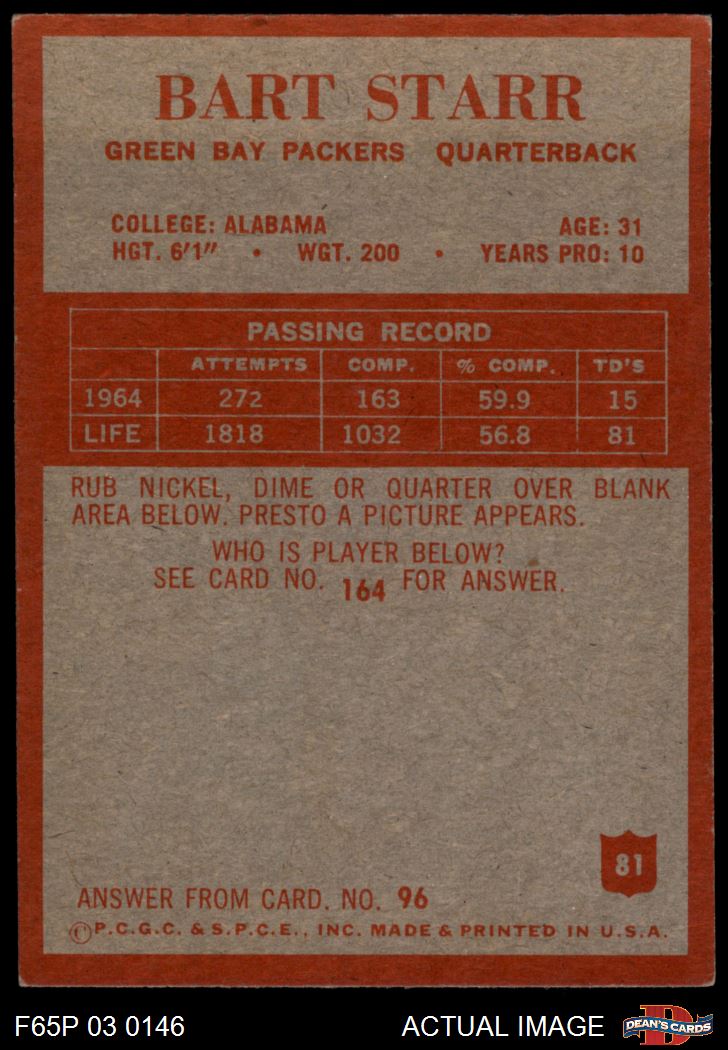 BART STARR
GREEN BAY PACKERS QUARTERBACK
COLLEGE: ALABAMA AGE: 31
HGT. 6'1" • WGT. 200 • YEARS PRO: 10
PASSING RECORD
ATTEMPTS COMP. % COMP. TD'S
1964 272 163 59.9 15
LIFE 1818 1032 56.8 81
RUB NICKEL, DIME OR QUARTER OVER BLANK
AREA BELOW. PRESTO A PICTURE APPEARS.
WHO IS PLAYER BELOW?
SEE CARD NO. 164 FOR ANSWER.
81
ANSWER FROM CARD. NO. 96
©P.C.G.C. & S.P.C.E., INC. MADE & PRINTED IN U.S.A.
F65P 03 0146 ACTUAL IMAGE
D
DEAN'S CARDS